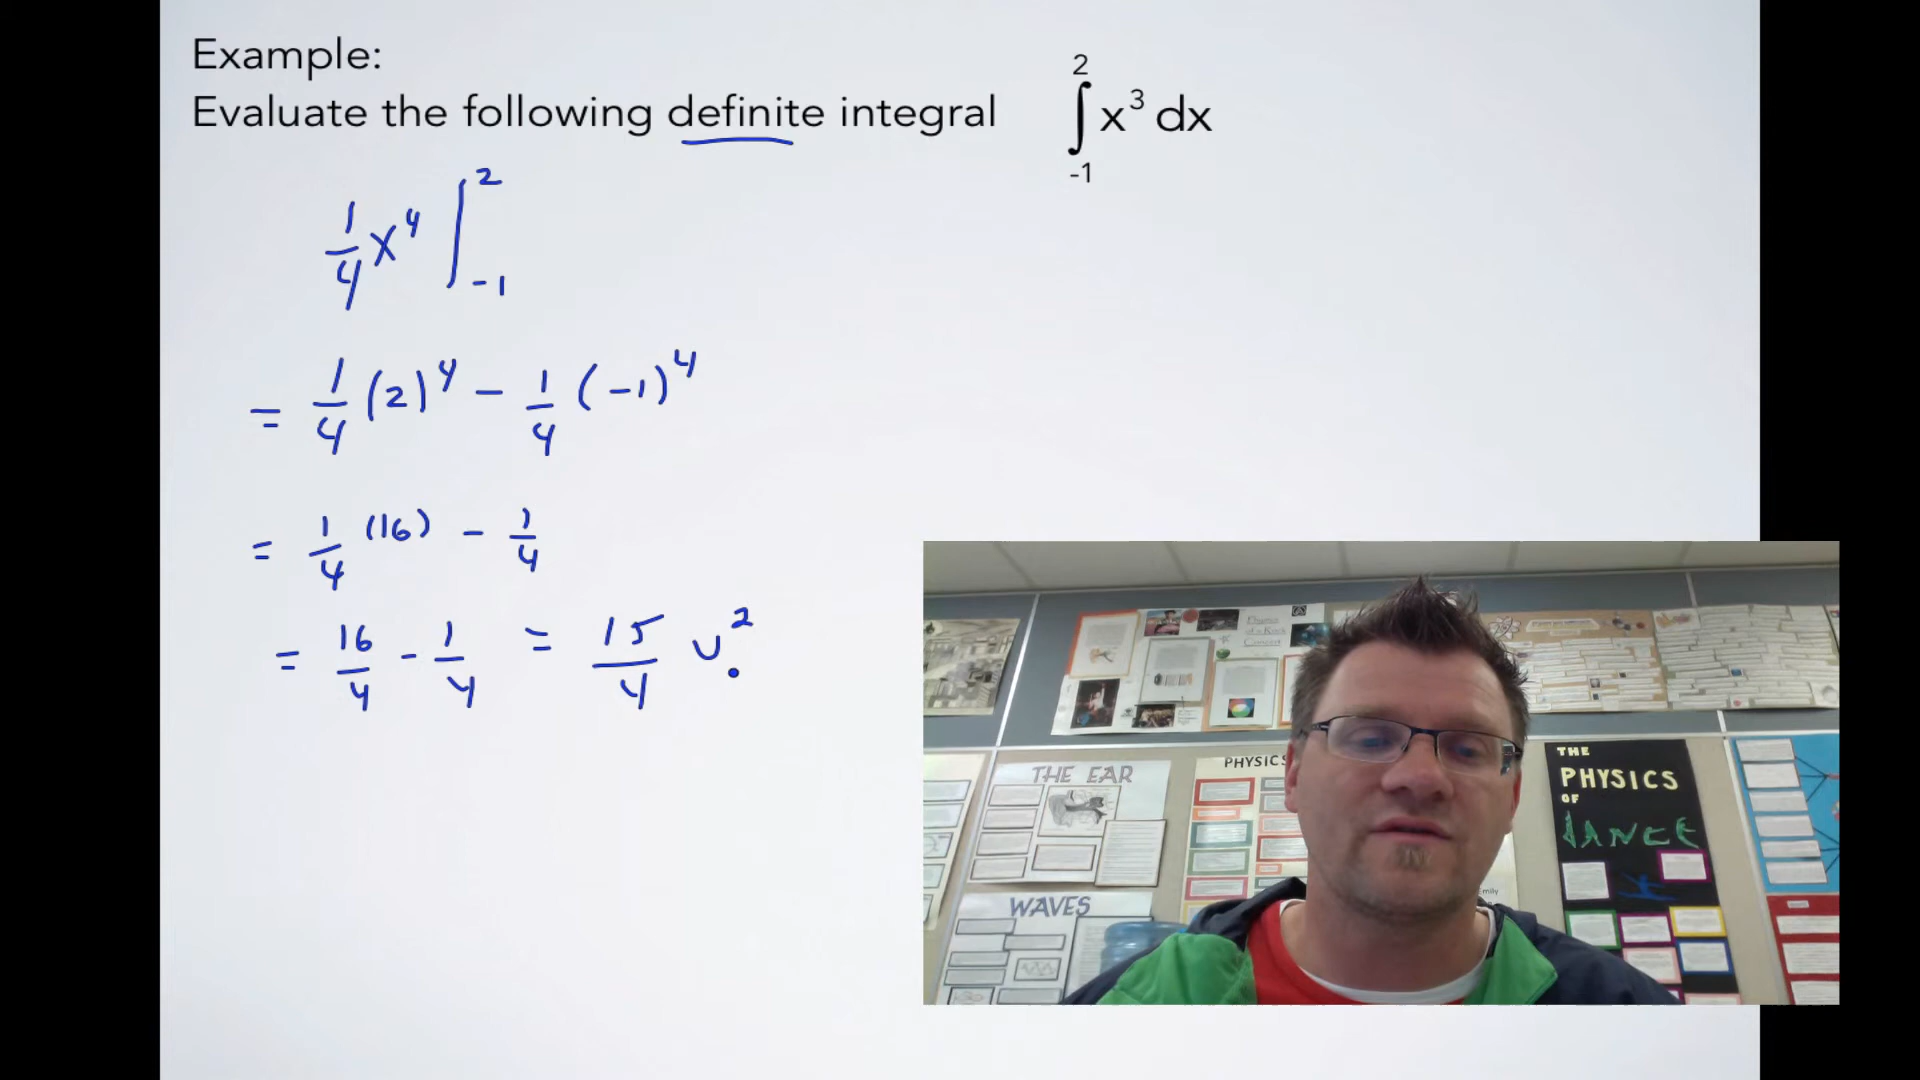 Example:
Evaluate the following definite integral ∫₋₁² x³ dx
1/4 x⁴ |₋₁²
= 1/4 (2)⁴ − 1/4 (-1)⁴
= 1/4 (16) - 1/4
= 16/4 - 1/4 = 15/4 u²
THE EAR
PHYSICS
THE
PHYSICS
OF
DANCE
WAVES